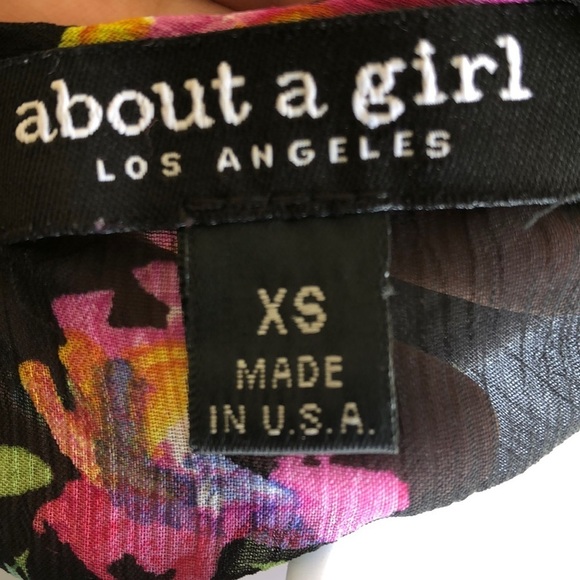 about a girl
LOS ANGELES
XS
MADE
IN U.S.A.